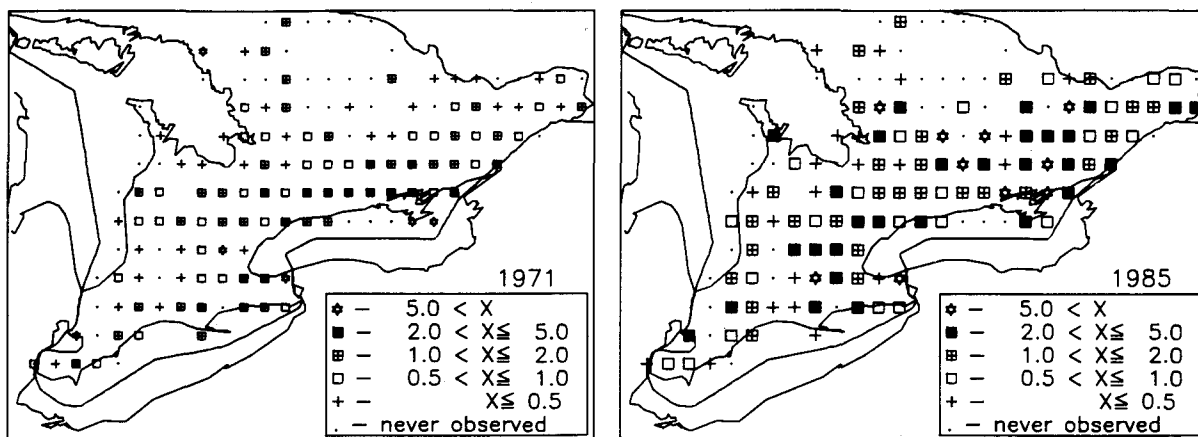 1971
✡ – 5.0 < X
■ – 2.0 < X ≦ 5.0
⊞ – 1.0 < X ≦ 2.0
□ – 0.5 < X ≦ 1.0
+ – X ≦ 0.5
. – never observed
1985
✡ – 5.0 < X
■ – 2.0 < X ≦ 5.0
⊞ – 1.0 < X ≦ 2.0
□ – 0.5 < X ≦ 1.0
+ – X ≦ 0.5
. – never observed